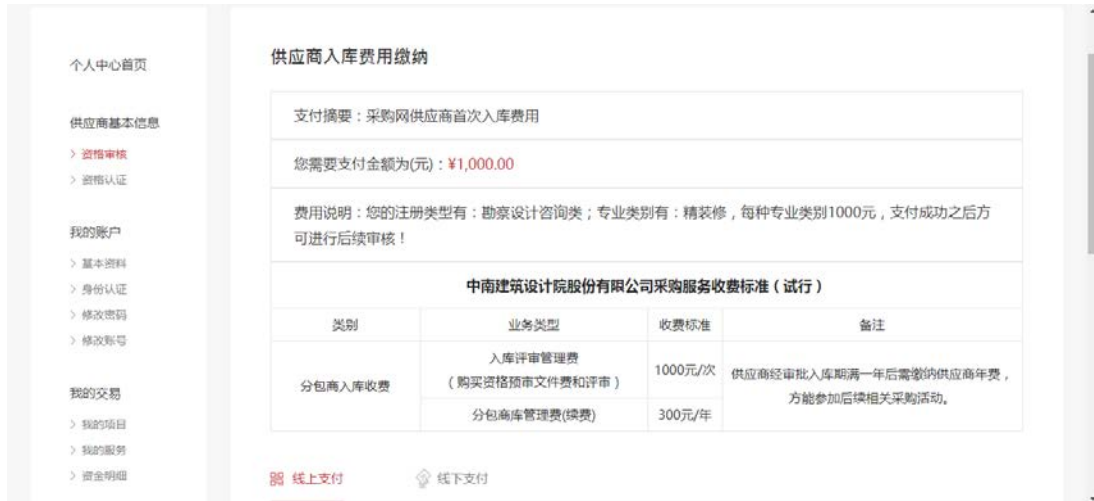 个人中心首页
供应商基本信息
> 资格审核
> 资格认证
我的账户
> 基本资料
> 身份认证
> 修改密码
> 修改账号
我的交易
> 我的项目
> 我的服务
> 资金明细
供应商入库费用缴纳
支付摘要：采购网供应商首次入库费用
您需要支付金额为(元)：¥1,000.00
费用说明：您的注册类型有：勘察设计咨询类；专业类别有：精装修，每种专业类别1000元，支付成功之后方
可进行后续审核！
中南建筑设计院股份有限公司采购服务收费标准（试行）
类别 业务类型 收费标准 备注
分包商入库收费
入库评审管理费
（购买资格预审文件费和评审）
1000元/次
分包商库管理费(续费) 300元/年
供应商经审批入库期满一年后需缴纳供应商年费，
方能参加后续相关采购活动。
线上支付 线下支付